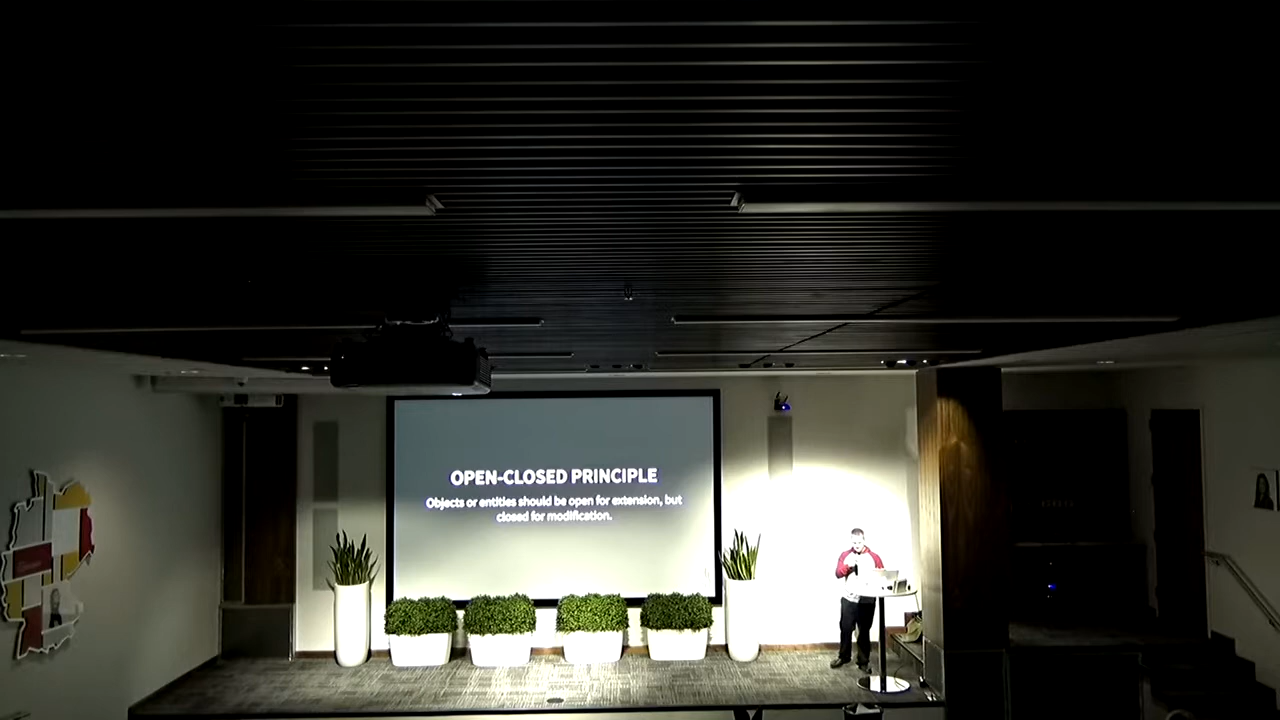 OPEN-CLOSED PRINCIPLE
Objects or entities should be open for extension, but
closed for modification.